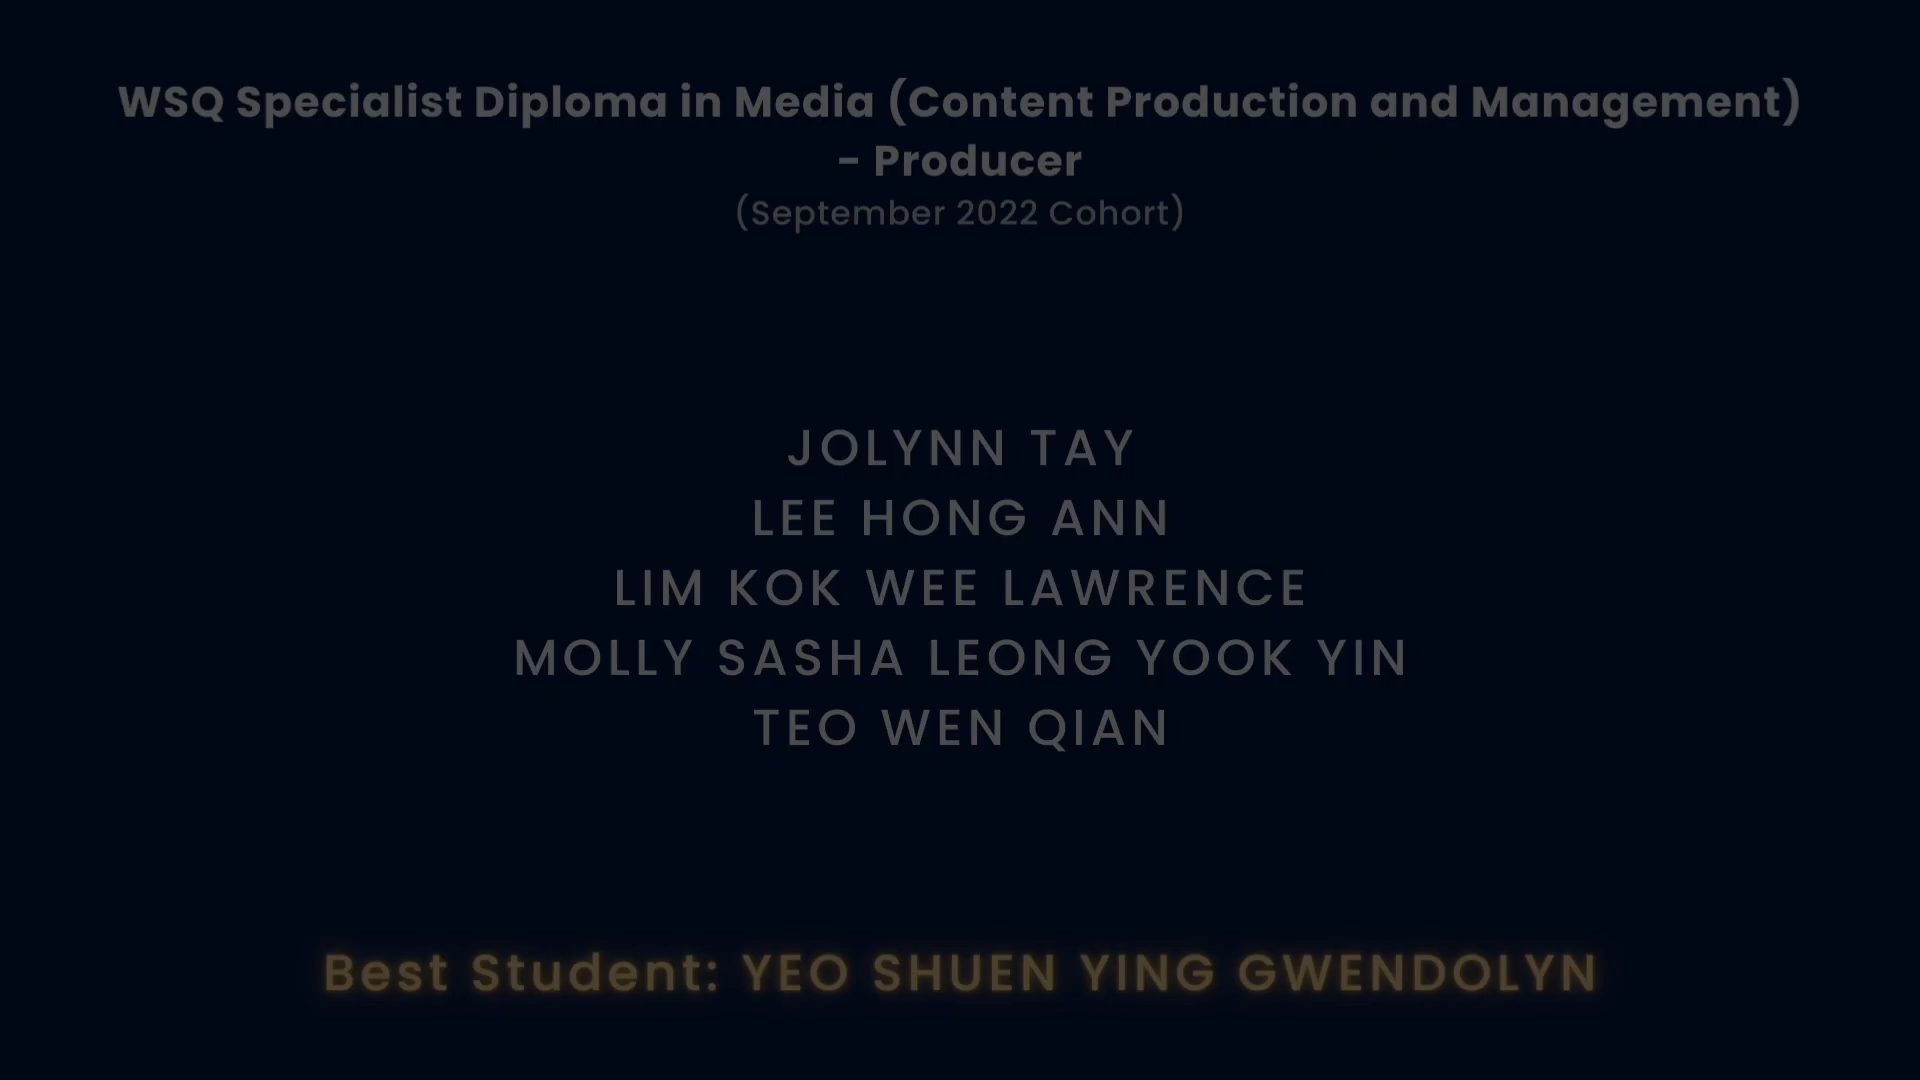 WSQ Specialist Diploma in Media (Content Production and Management)
- Producer
(September 2022 Cohort)
JOLYNN TAY
LEE HONG ANN
LIM KOK WEE LAWRENCE
MOLLY SASHA LEONG YOOK YIN
TEO WEN QIAN
Best Student: YEO SHUEN YING GWENDOLYN